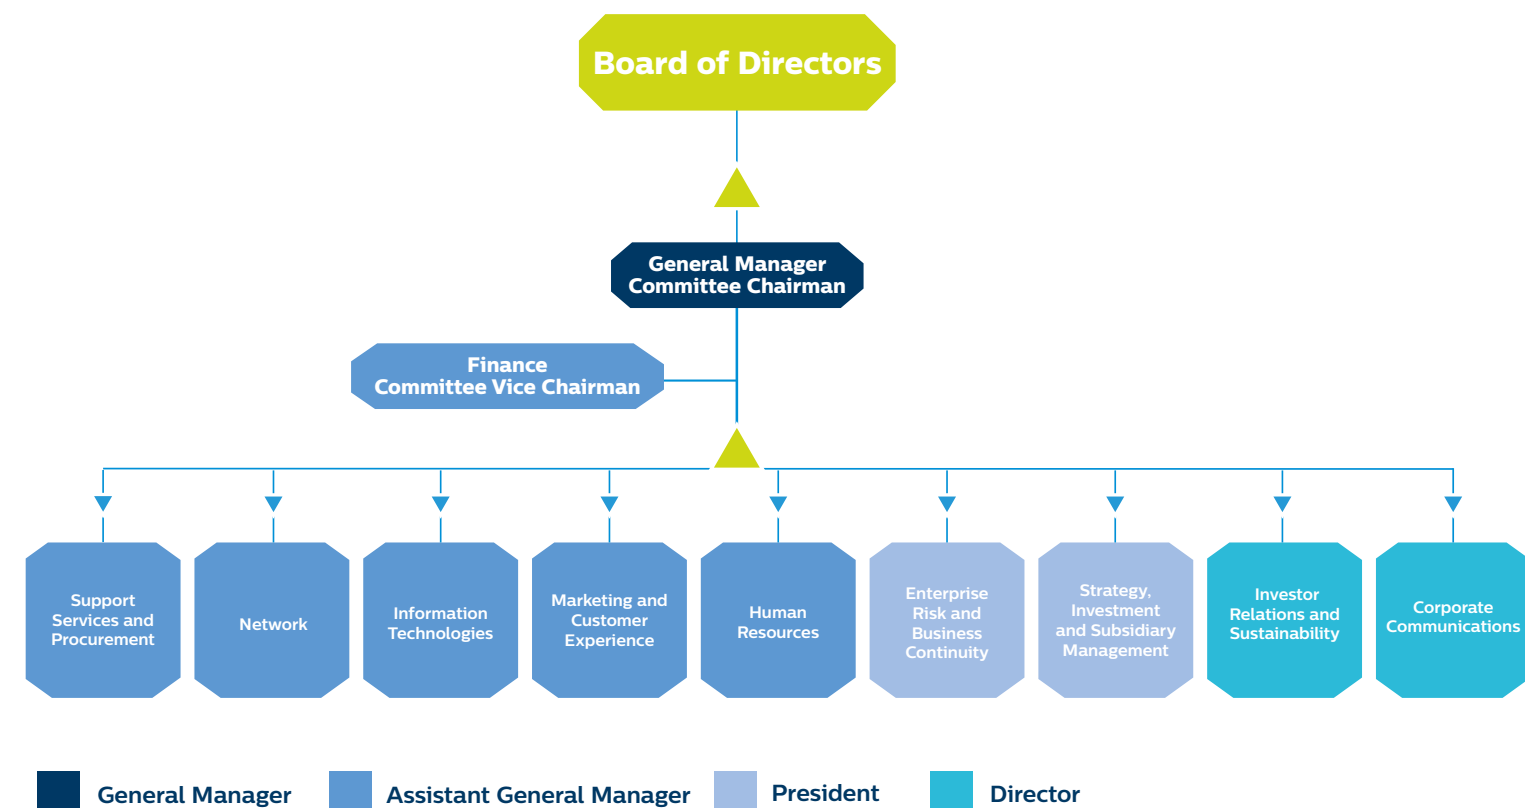 Board of Directors
General Manager
Committee Chairman
Finance
Committee Vice Chairman
Support
Services and
Procurement
Network
Information
Technologies
Marketing and
Customer
Experience
Human
Resources
Enterprise
Risk and
Business
Continuity
Strategy,
Investment
and Subsidiary
Management
Investor
Relations and
Sustainability
Corporate
Communications
General Manager
Assistant General Manager
President
Director